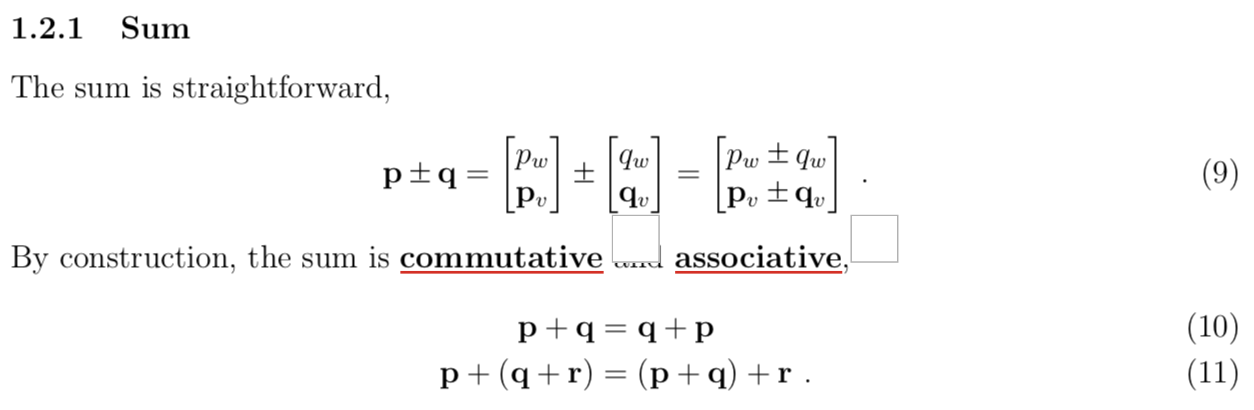 1.2.1 Sum
The sum is straightforward,
p ± q = [p_w p_v] ± [q_w q_v] = [p_w ± q_w p_v ± q_v] . (9)
By construction, the sum is commutative and associative,
p + q = q + p (10)
p + (q + r) = (p + q) + r . (11)